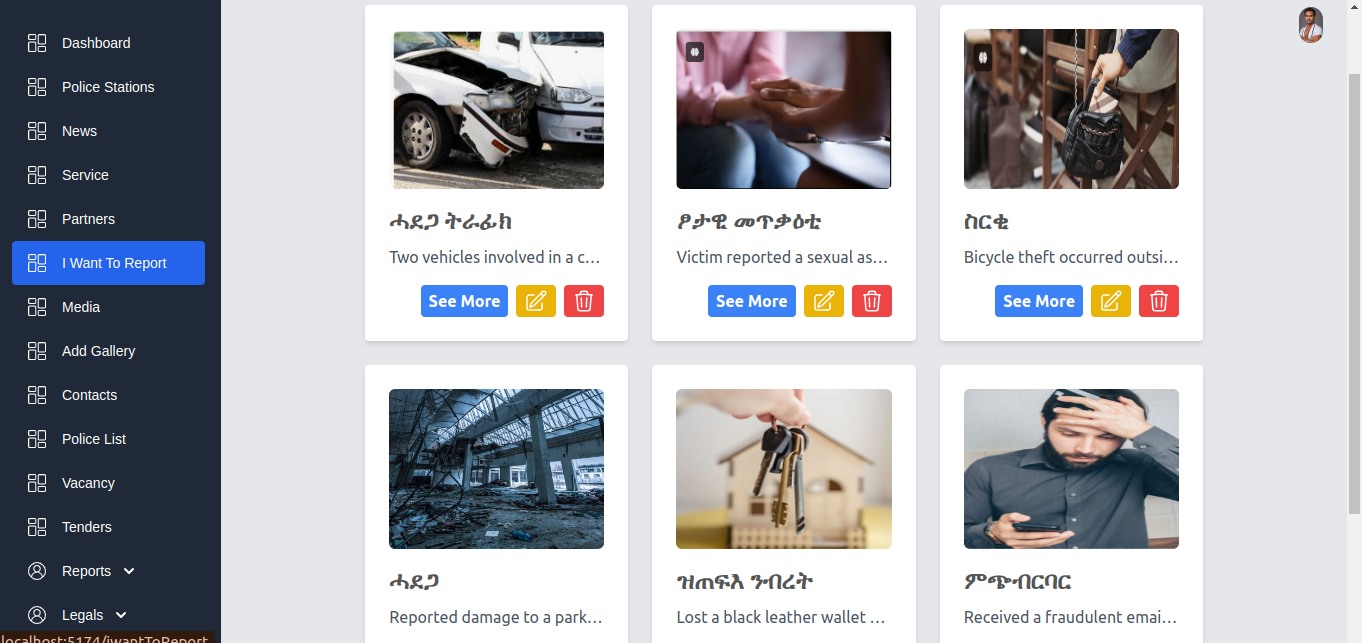 Dashboard
Police Stations
News
Service
Partners
I Want To Report
Media
Add Gallery
Contacts
Police List
Vacancy
Tenders
Reports
Legals
localhost:5174/iwantToReport
ሓደጋ ትራፊክ
Two vehicles involved in a c...
See More
ፆታዊ መጥቃዕቲ
Victim reported a sexual as...
See More
ስርቂ
Bicycle theft occurred outsi...
See More
ሓደጋ
Reported damage to a park...
ዝጠፍእ ንብረት
Lost a black leather wallet ...
ምጭብርባር
Received a fraudulent emai...